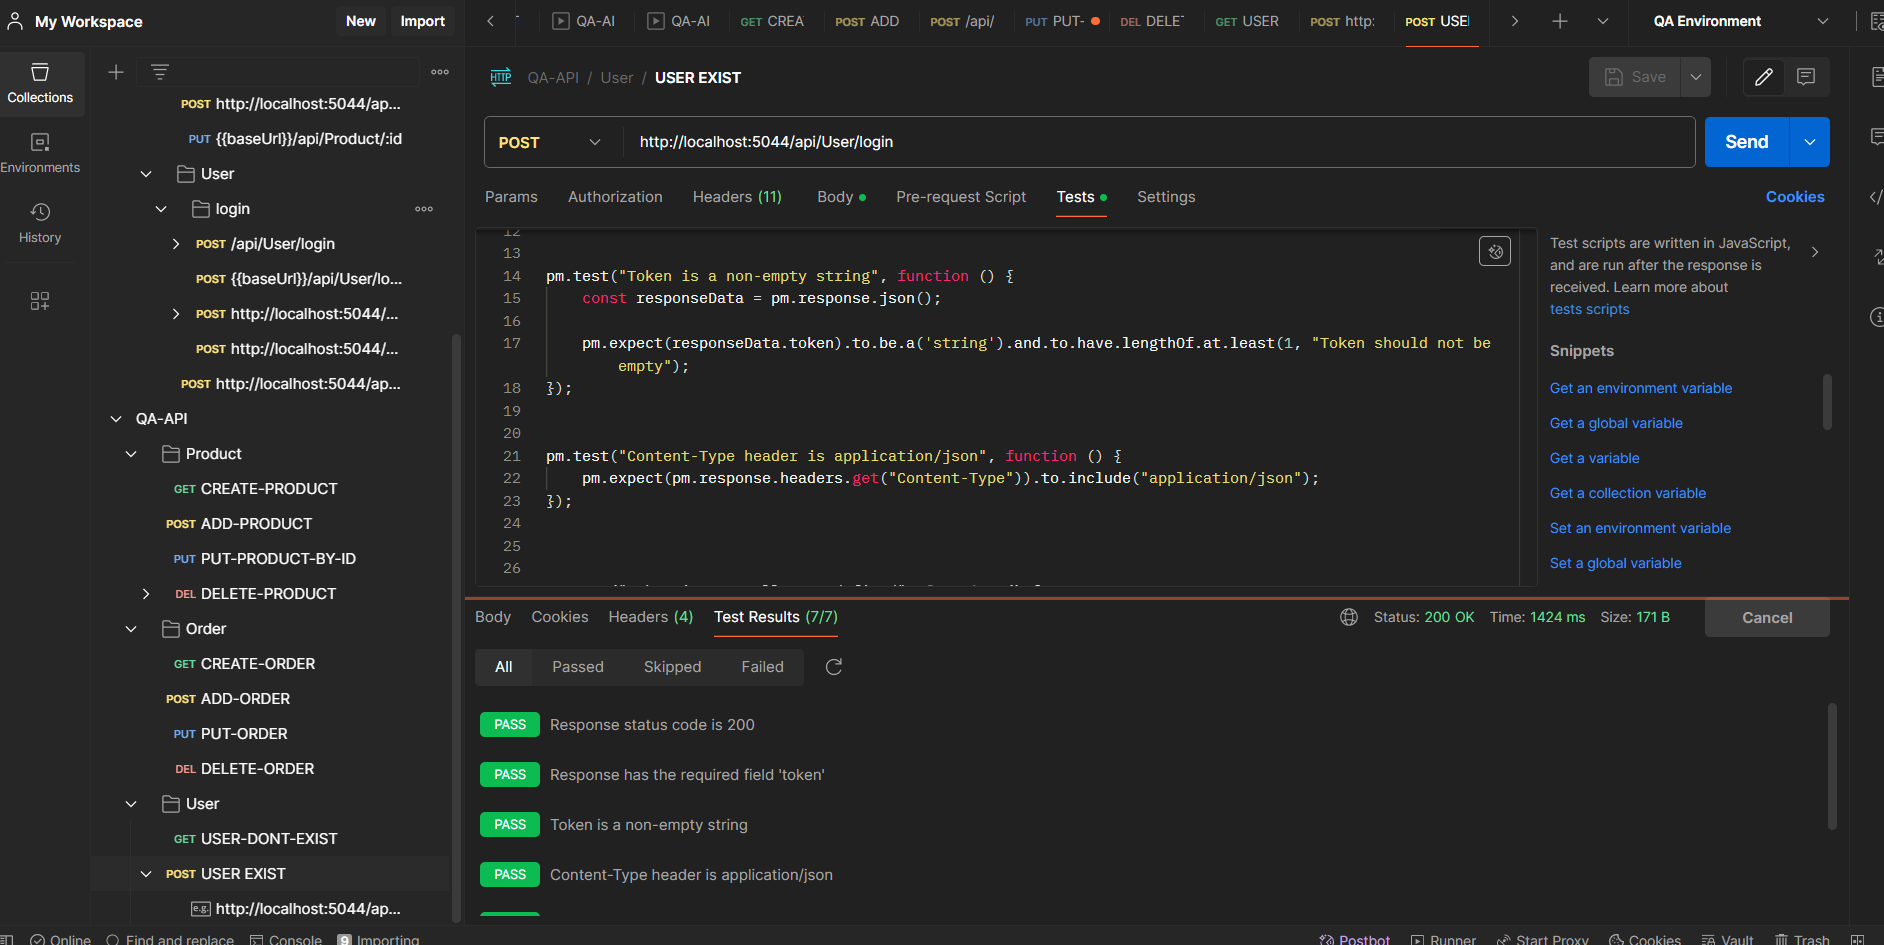 My Workspace
New
Import
QA-AI
QA-AI
GET CREA
POST ADD
POST /api/
PUT PUT-
DEL DELE
GET USER
POST http:
POST USE
QA Environment
Collections
Environments
History
POST http://localhost:5044/ap...
PUT {{baseUrl}}/api/Product/:id
User
login
POST /api/User/login
POST {{baseUrl}}/api/User/lo...
POST http://localhost:5044/...
POST http://localhost:5044/...
POST http://localhost:5044/ap...
QA-API
Product
GET CREATE-PRODUCT
POST ADD-PRODUCT
PUT PUT-PRODUCT-BY-ID
DEL DELETE-PRODUCT
Order
GET CREATE-ORDER
POST ADD-ORDER
PUT PUT-ORDER
DEL DELETE-ORDER
User
GET USER-DONT-EXIST
POST USER EXIST
e.g. http://localhost:5044/ap...
HTTP QA-API / User / USER EXIST
Save
POST http://localhost:5044/api/User/login
Send
Params Authorization Headers (11) Body Pre-request Script Tests Settings
Cookies
12
13
14 pm.test("Token is a non-empty string", function () {
15 const responseData = pm.response.json();
16
17 pm.expect(responseData.token).to.be.a('string').and.to.have.lengthOf.at.least(1, "Token should not be
empty");
18 });
19
20
21 pm.test("Content-Type header is application/json", function () {
22 pm.expect(pm.response.headers.get("Content-Type")).to.include("application/json");
23 });
24
25
26
Test scripts are written in JavaScript,
and are run after the response is
received. Learn more about
tests scripts
Snippets
Get an environment variable
Get a global variable
Get a variable
Get a collection variable
Set an environment variable
Set a global variable
Body Cookies Headers (4) Test Results (7/7)
Status: 200 OK Time: 1424 ms Size: 171 B
Cancel
All Passed Skipped Failed
PASS Response status code is 200
PASS Response has the required field 'token'
PASS Token is a non-empty string
PASS Content-Type header is application/json
Online Find and replace Console 9 Importing
Postbot Runner Start Proxy Cookies Vault Trash